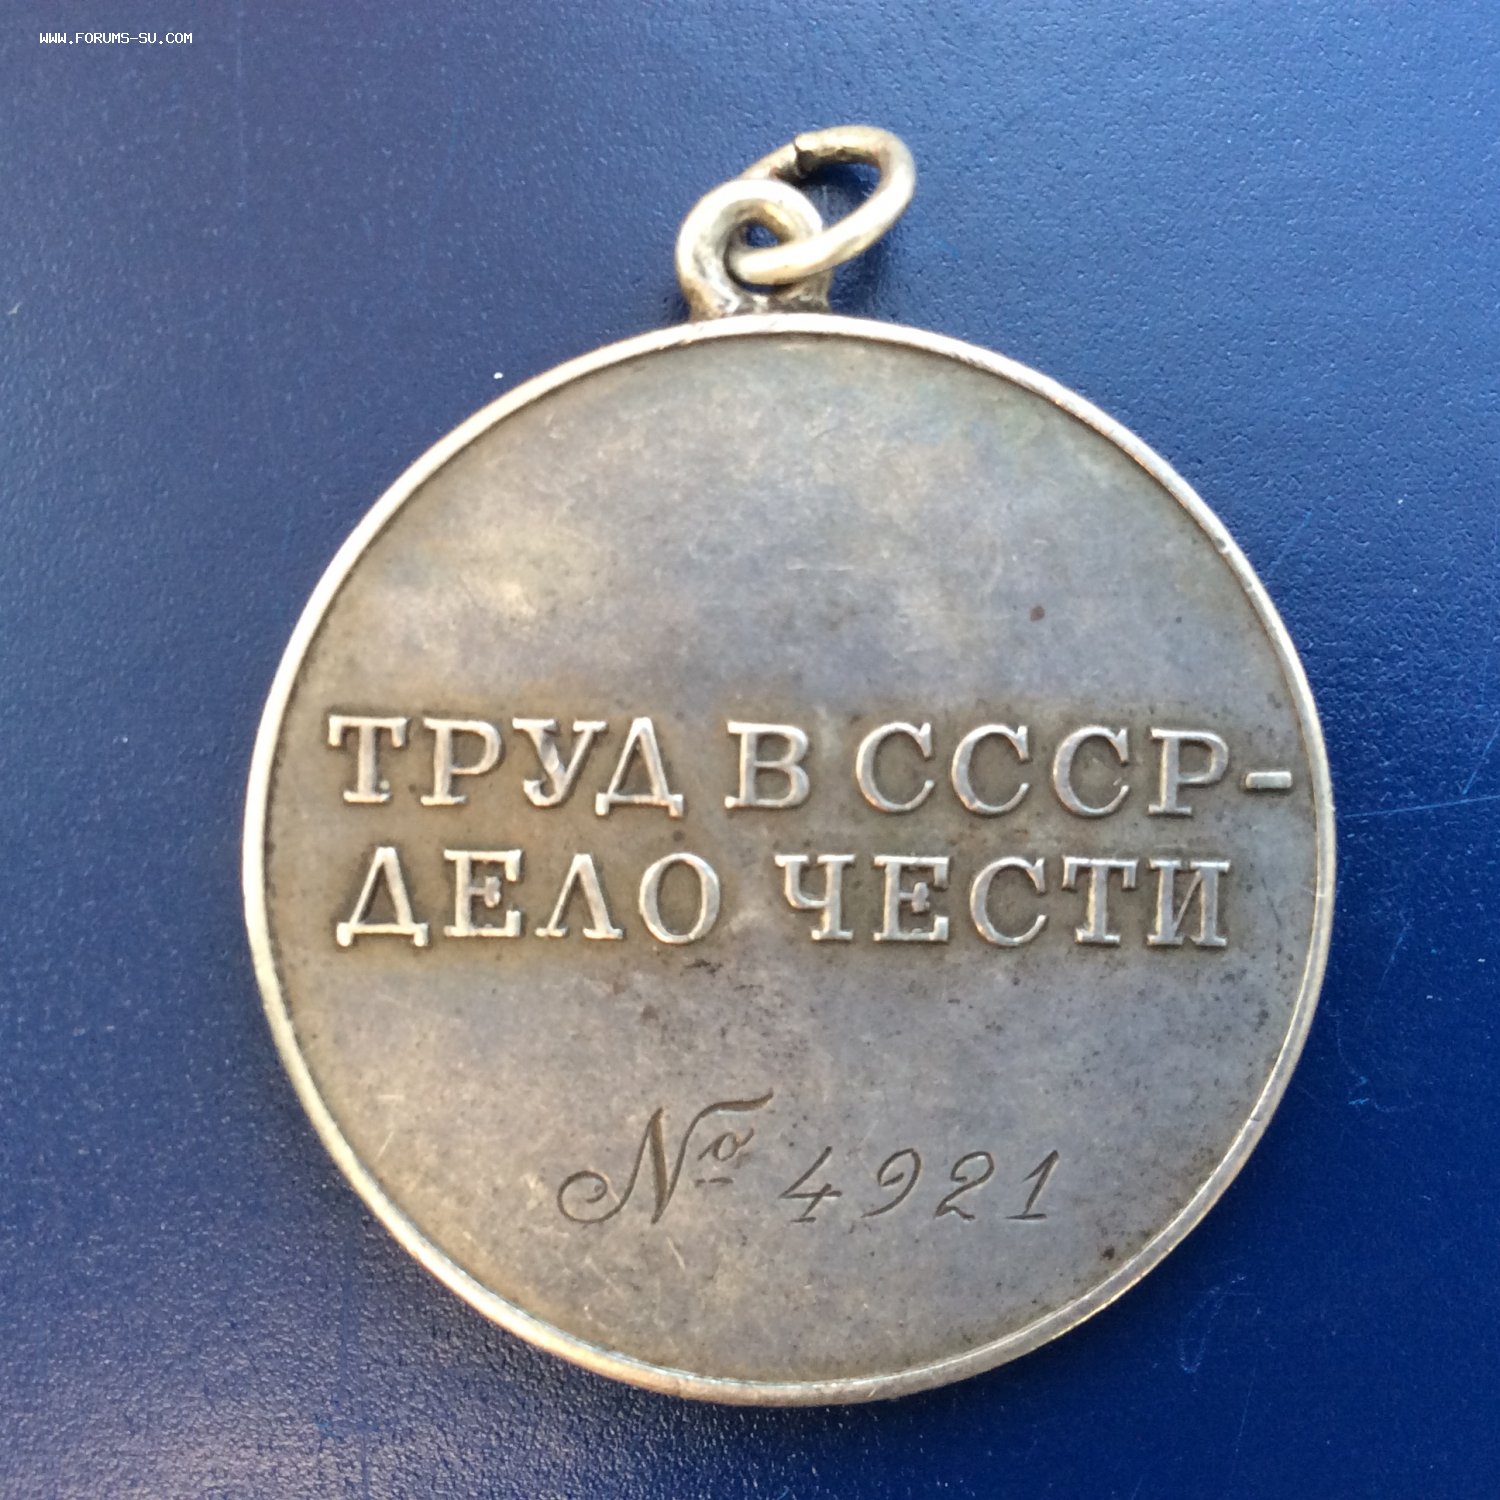 WWW.FORUMS-SU.COM
ТРУД В СССР-
ДЕЛО ЧЕСТИ
№ 4921